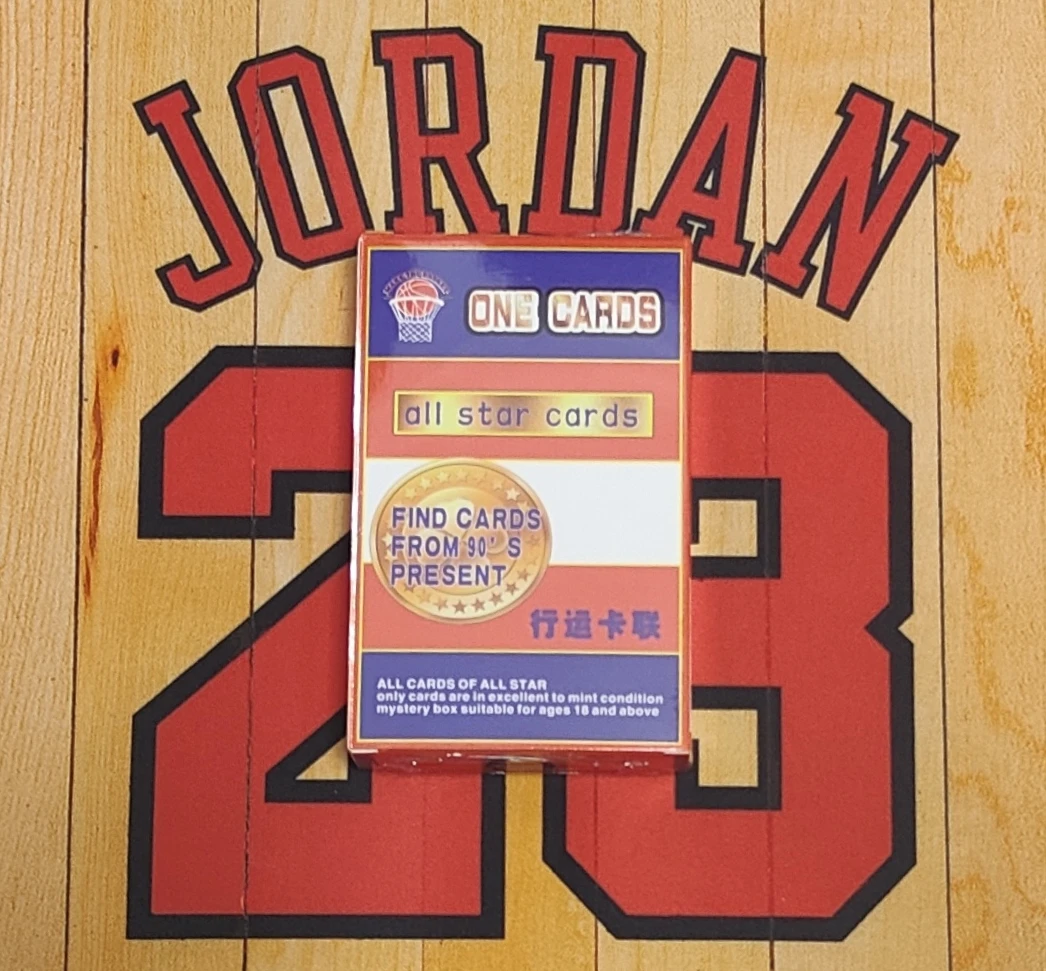 JORDAN
23
ONE CARDS
all star cards
FIND CARDS
FROM 90' S
PRESENT
行运卡联
ALL CARDS OF ALL STAR
only cards are in excellent to mint condition
mystery box suitable for ages 18 and above